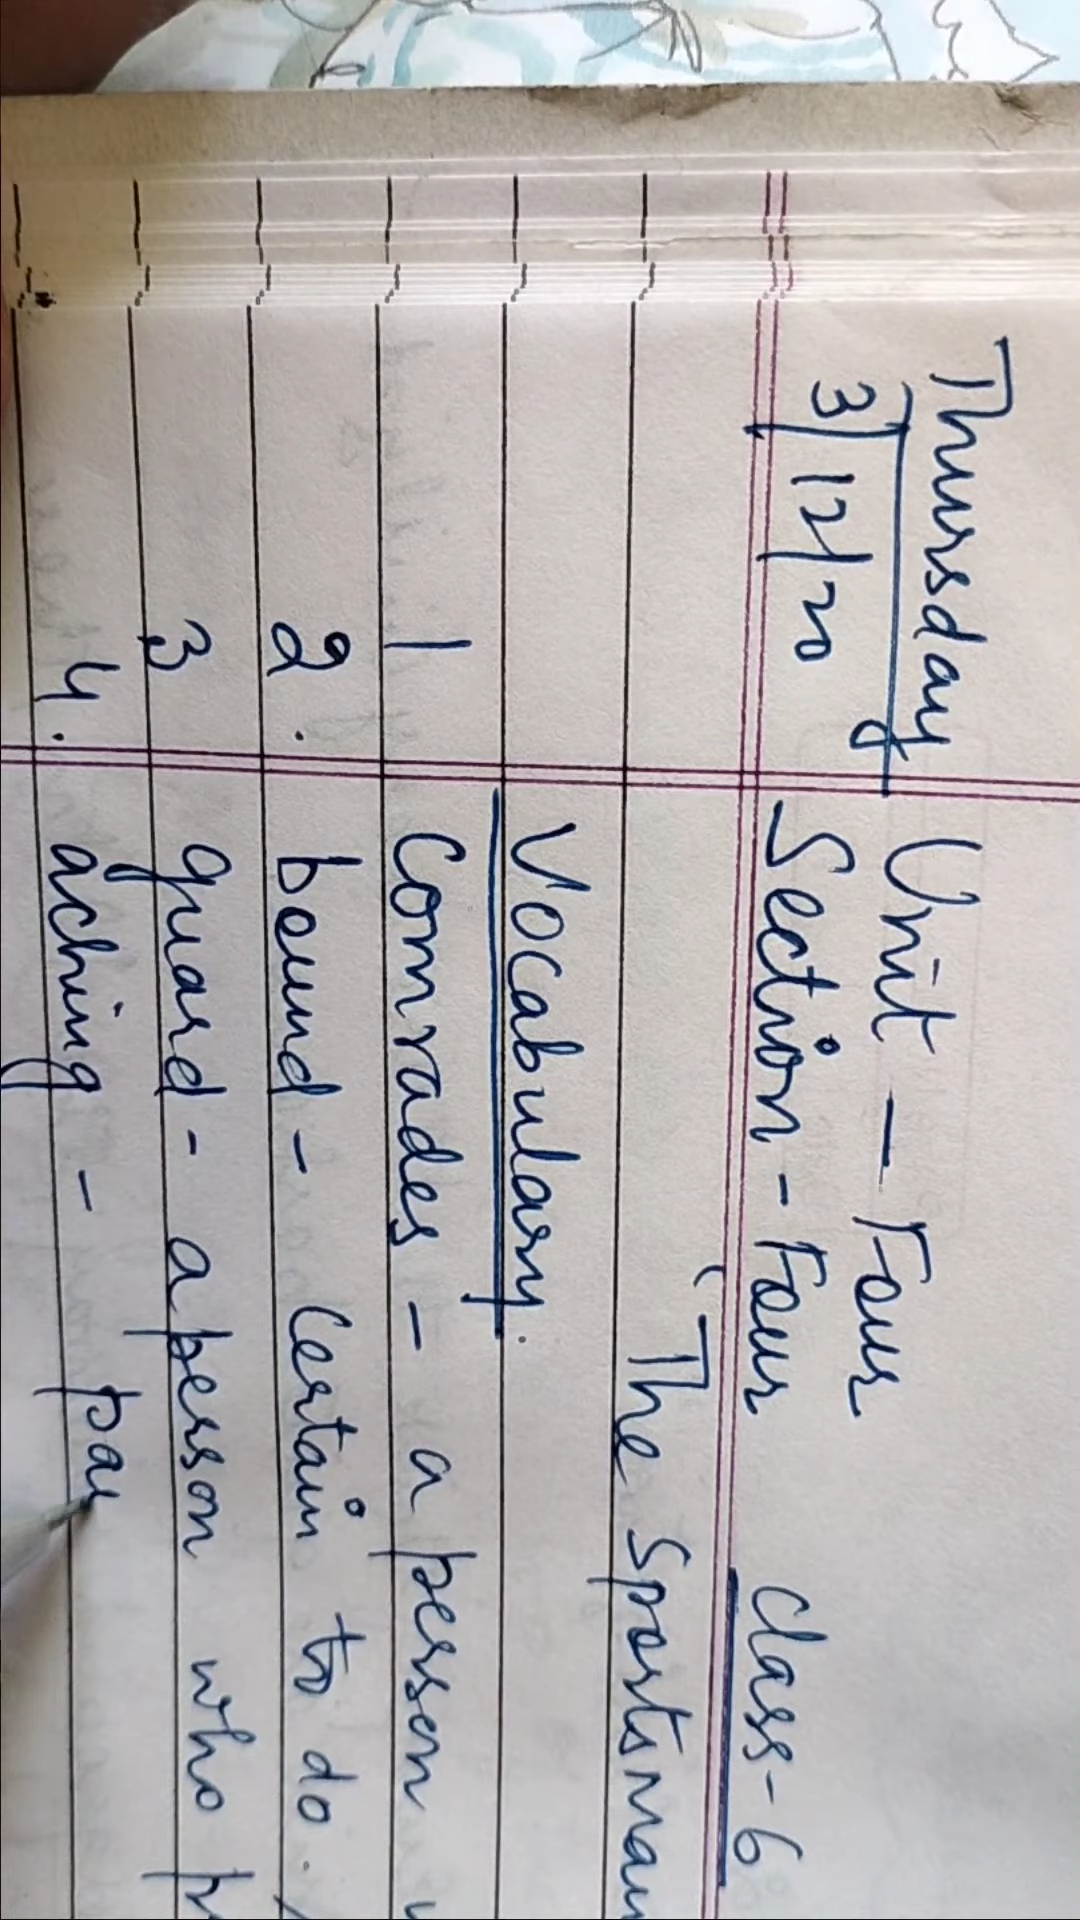 Thursday
3/12/20
Unit - Four
Section - Four Class-6
(The Sportsman
Vocabulary.
1 Comrades - a person
2. bound - Certain to do.
3 guard - a person who
4. aching - pai